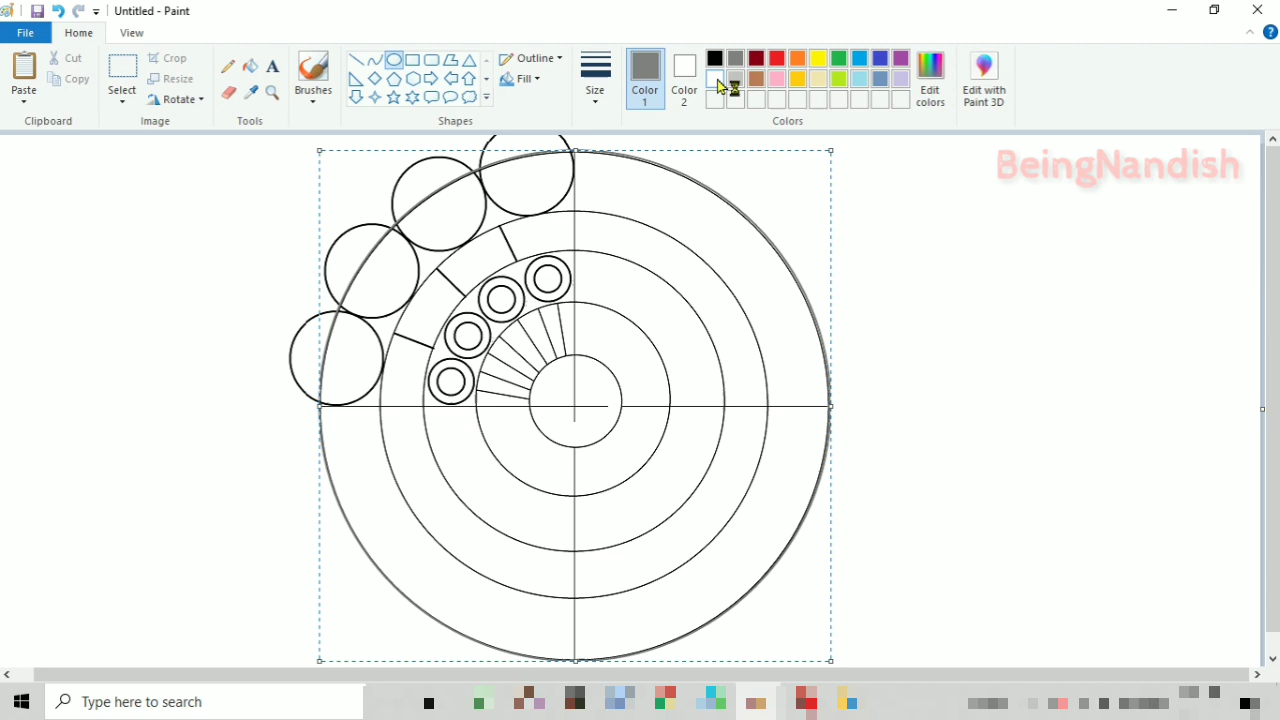 Untitled - Paint
File
Home
View
Paste
Cut
Copy
Clipboard
Select
Crop
Resize
Rotate
Image
A
Tools
Brushes
Shapes
Outline
Fill
Size
Color 1
Color 2
Edit colors
Colors
Edit with Paint 3D
?
BeingNandish
Type here to search